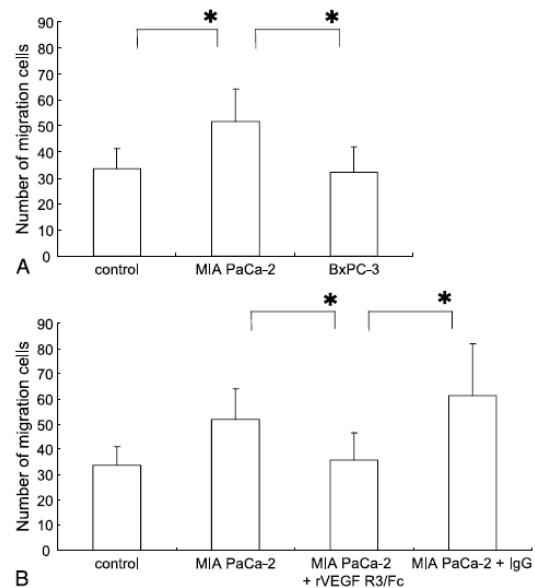 *
*
90
80
70
60
50
40
30
20
10
0
Number of migration cells
control
MIA PaCa-2
BxPC-3
A
*
*
90
80
70
60
50
40
30
20
10
0
Number of migration cells
control
MIA PaCa-2
MIA PaCa-2
+ rVEGF R3/Fc
MIA PaCa-2 + IgG
B